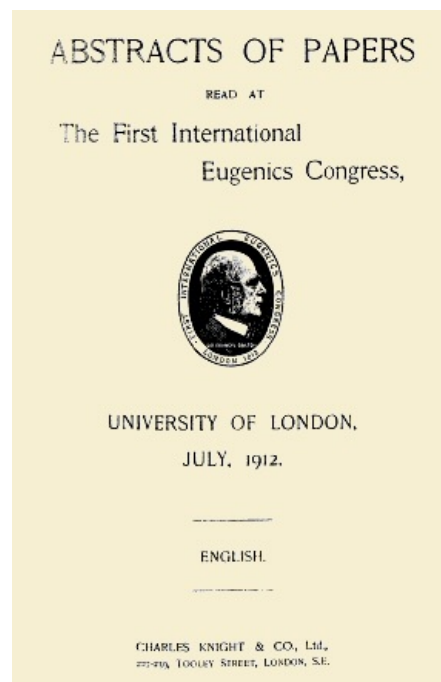 ABSTRACTS OF PAPERS
READ AT
The First International
Eugenics Congress,
FIRST INTERNATIONAL EUGENICS CONGRESS
LONDON 1912
UNIVERSITY OF LONDON,
JULY, 1912.
ENGLISH.
CHARLES KNIGHT & CO., Ltd.,
TOOLEY STREET, LONDON, S.E.